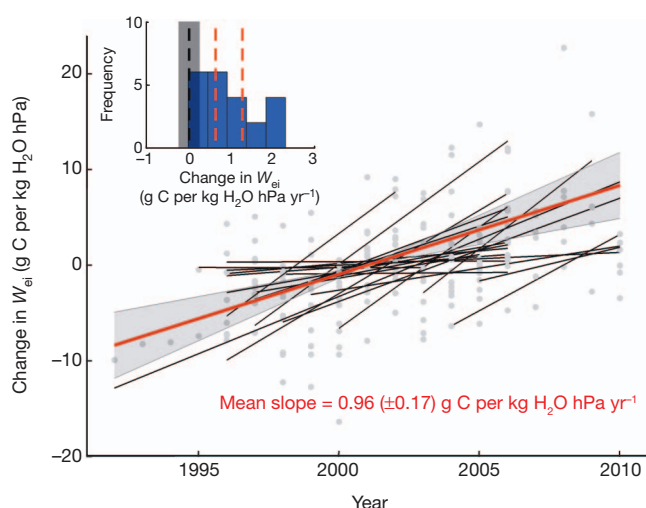 10
5
0
Frequency
−1
0
1
2
3
Change in Wei
(g C per kg H2O hPa yr−1)
20
10
0
−10
−20
Change in Wei (g C per kg H2O hPa)
Mean slope = 0.96 (±0.17) g C per kg H2O hPa yr−1
1995
2000
2005
2010
Year